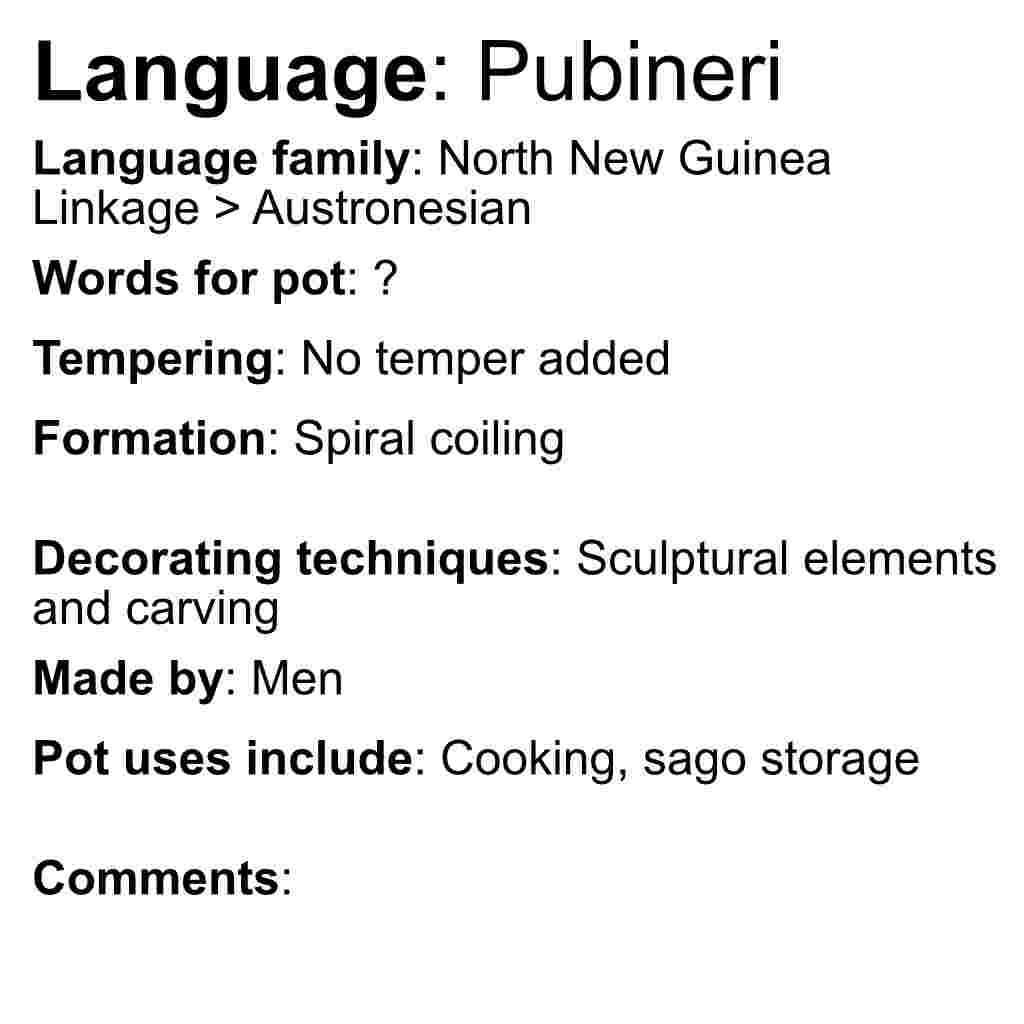 Language: Pubineri
Language family: North New Guinea
Linkage > Austronesian
Words for pot: ?
Tempering: No temper added
Formation: Spiral coiling
Decorating techniques: Sculptural elements
and carving
Made by: Men
Pot uses include: Cooking, sago storage
Comments: